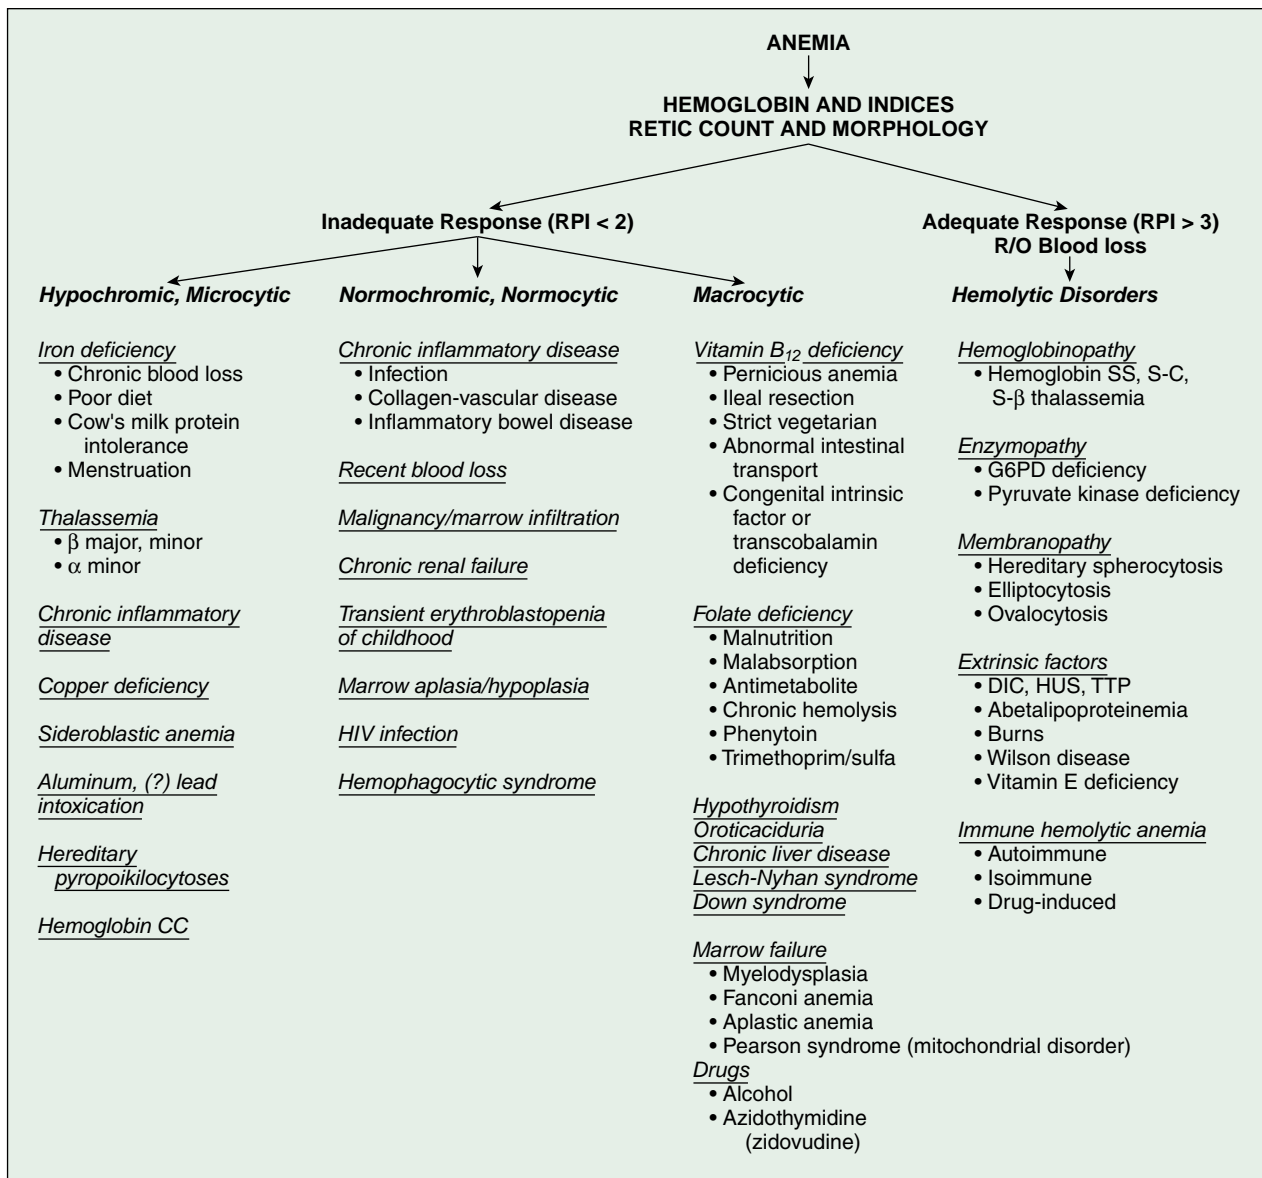 ANEMIA
HEMOGLOBIN AND INDICES
RETIC COUNT AND MORPHOLOGY
Inadequate Response (RPI < 2)
Adequate Response (RPI > 3)
R/O Blood loss
Hypochromic, Microcytic
Iron deficiency
• Chronic blood loss
• Poor diet
• Cow's milk protein
intolerance
• Menstruation
Thalassemia
• β major, minor
• α minor
Chronic inflammatory
disease
Copper deficiency
Sideroblastic anemia
Aluminum, (?) lead
intoxication
Hereditary
pyropoikilocytoses
Hemoglobin CC
Normochromic, Normocytic
Chronic inflammatory disease
• Infection
• Collagen-vascular disease
• Inflammatory bowel disease
Recent blood loss
Malignancy/marrow infiltration
Chronic renal failure
Transient erythroblastopenia
of childhood
Marrow aplasia/hypoplasia
HIV infection
Hemophagocytic syndrome
Macrocytic
Vitamin B12 deficiency
• Pernicious anemia
• Ileal resection
• Strict vegetarian
• Abnormal intestinal
transport
• Congenital intrinsic
factor or
transcobalamin
deficiency
Folate deficiency
• Malnutrition
• Malabsorption
• Antimetabolite
• Chronic hemolysis
• Phenytoin
• Trimethoprim/sulfa
Hypothyroidism
Oroticaciduria
Chronic liver disease
Lesch-Nyhan syndrome
Down syndrome
Marrow failure
• Myelodysplasia
• Fanconi anemia
• Aplastic anemia
• Pearson syndrome (mitochondrial disorder)
Drugs
• Alcohol
• Azidothymidine
(zidovudine)
Hemolytic Disorders
Hemoglobinopathy
• Hemoglobin SS, S-C,
S-β thalassemia
Enzymopathy
• G6PD deficiency
• Pyruvate kinase deficiency
Membranopathy
• Hereditary spherocytosis
• Elliptocytosis
• Ovalocytosis
Extrinsic factors
• DIC, HUS, TTP
• Abetalipoproteinemia
• Burns
• Wilson disease
• Vitamin E deficiency
Immune hemolytic anemia
• Autoimmune
• Isoimmune
• Drug-induced